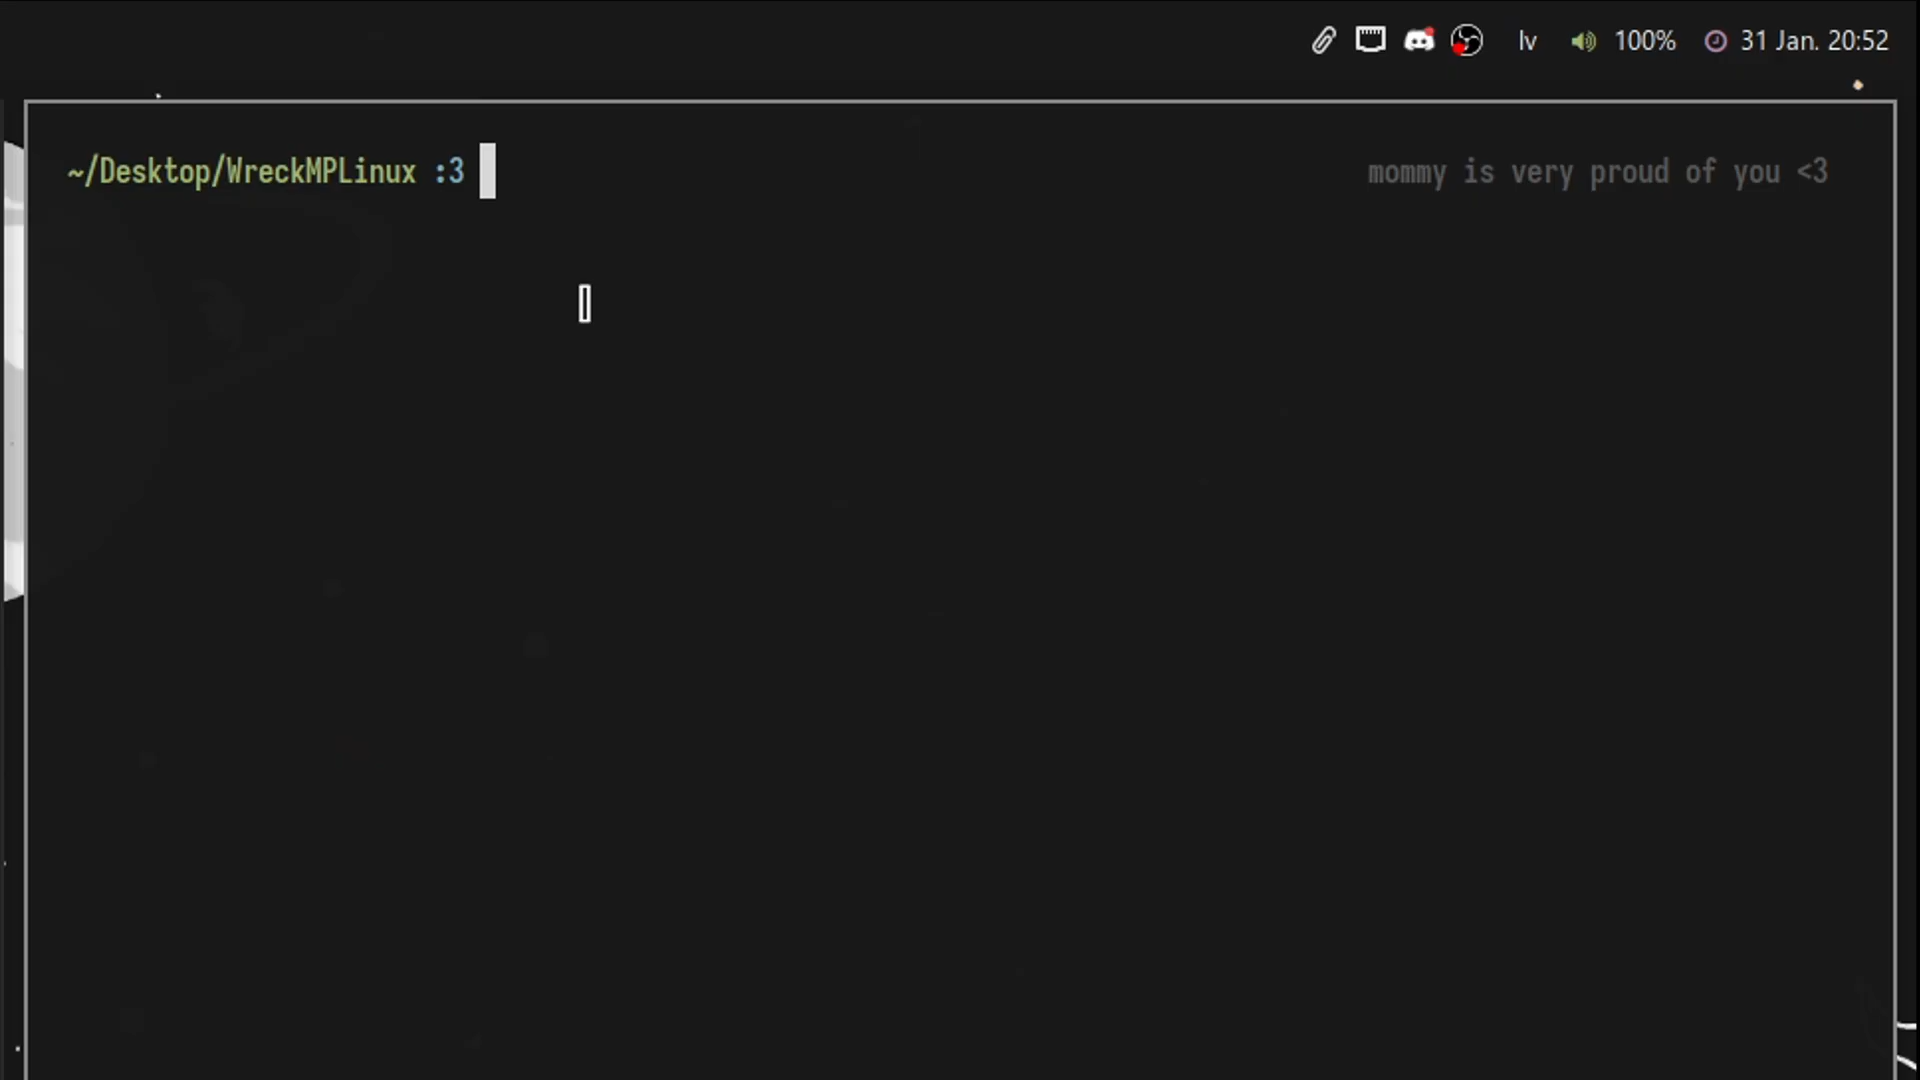 lv 100% 31 Jan. 20:52
~/Desktop/WreckMPLinux :3 mommy is very proud of you <3